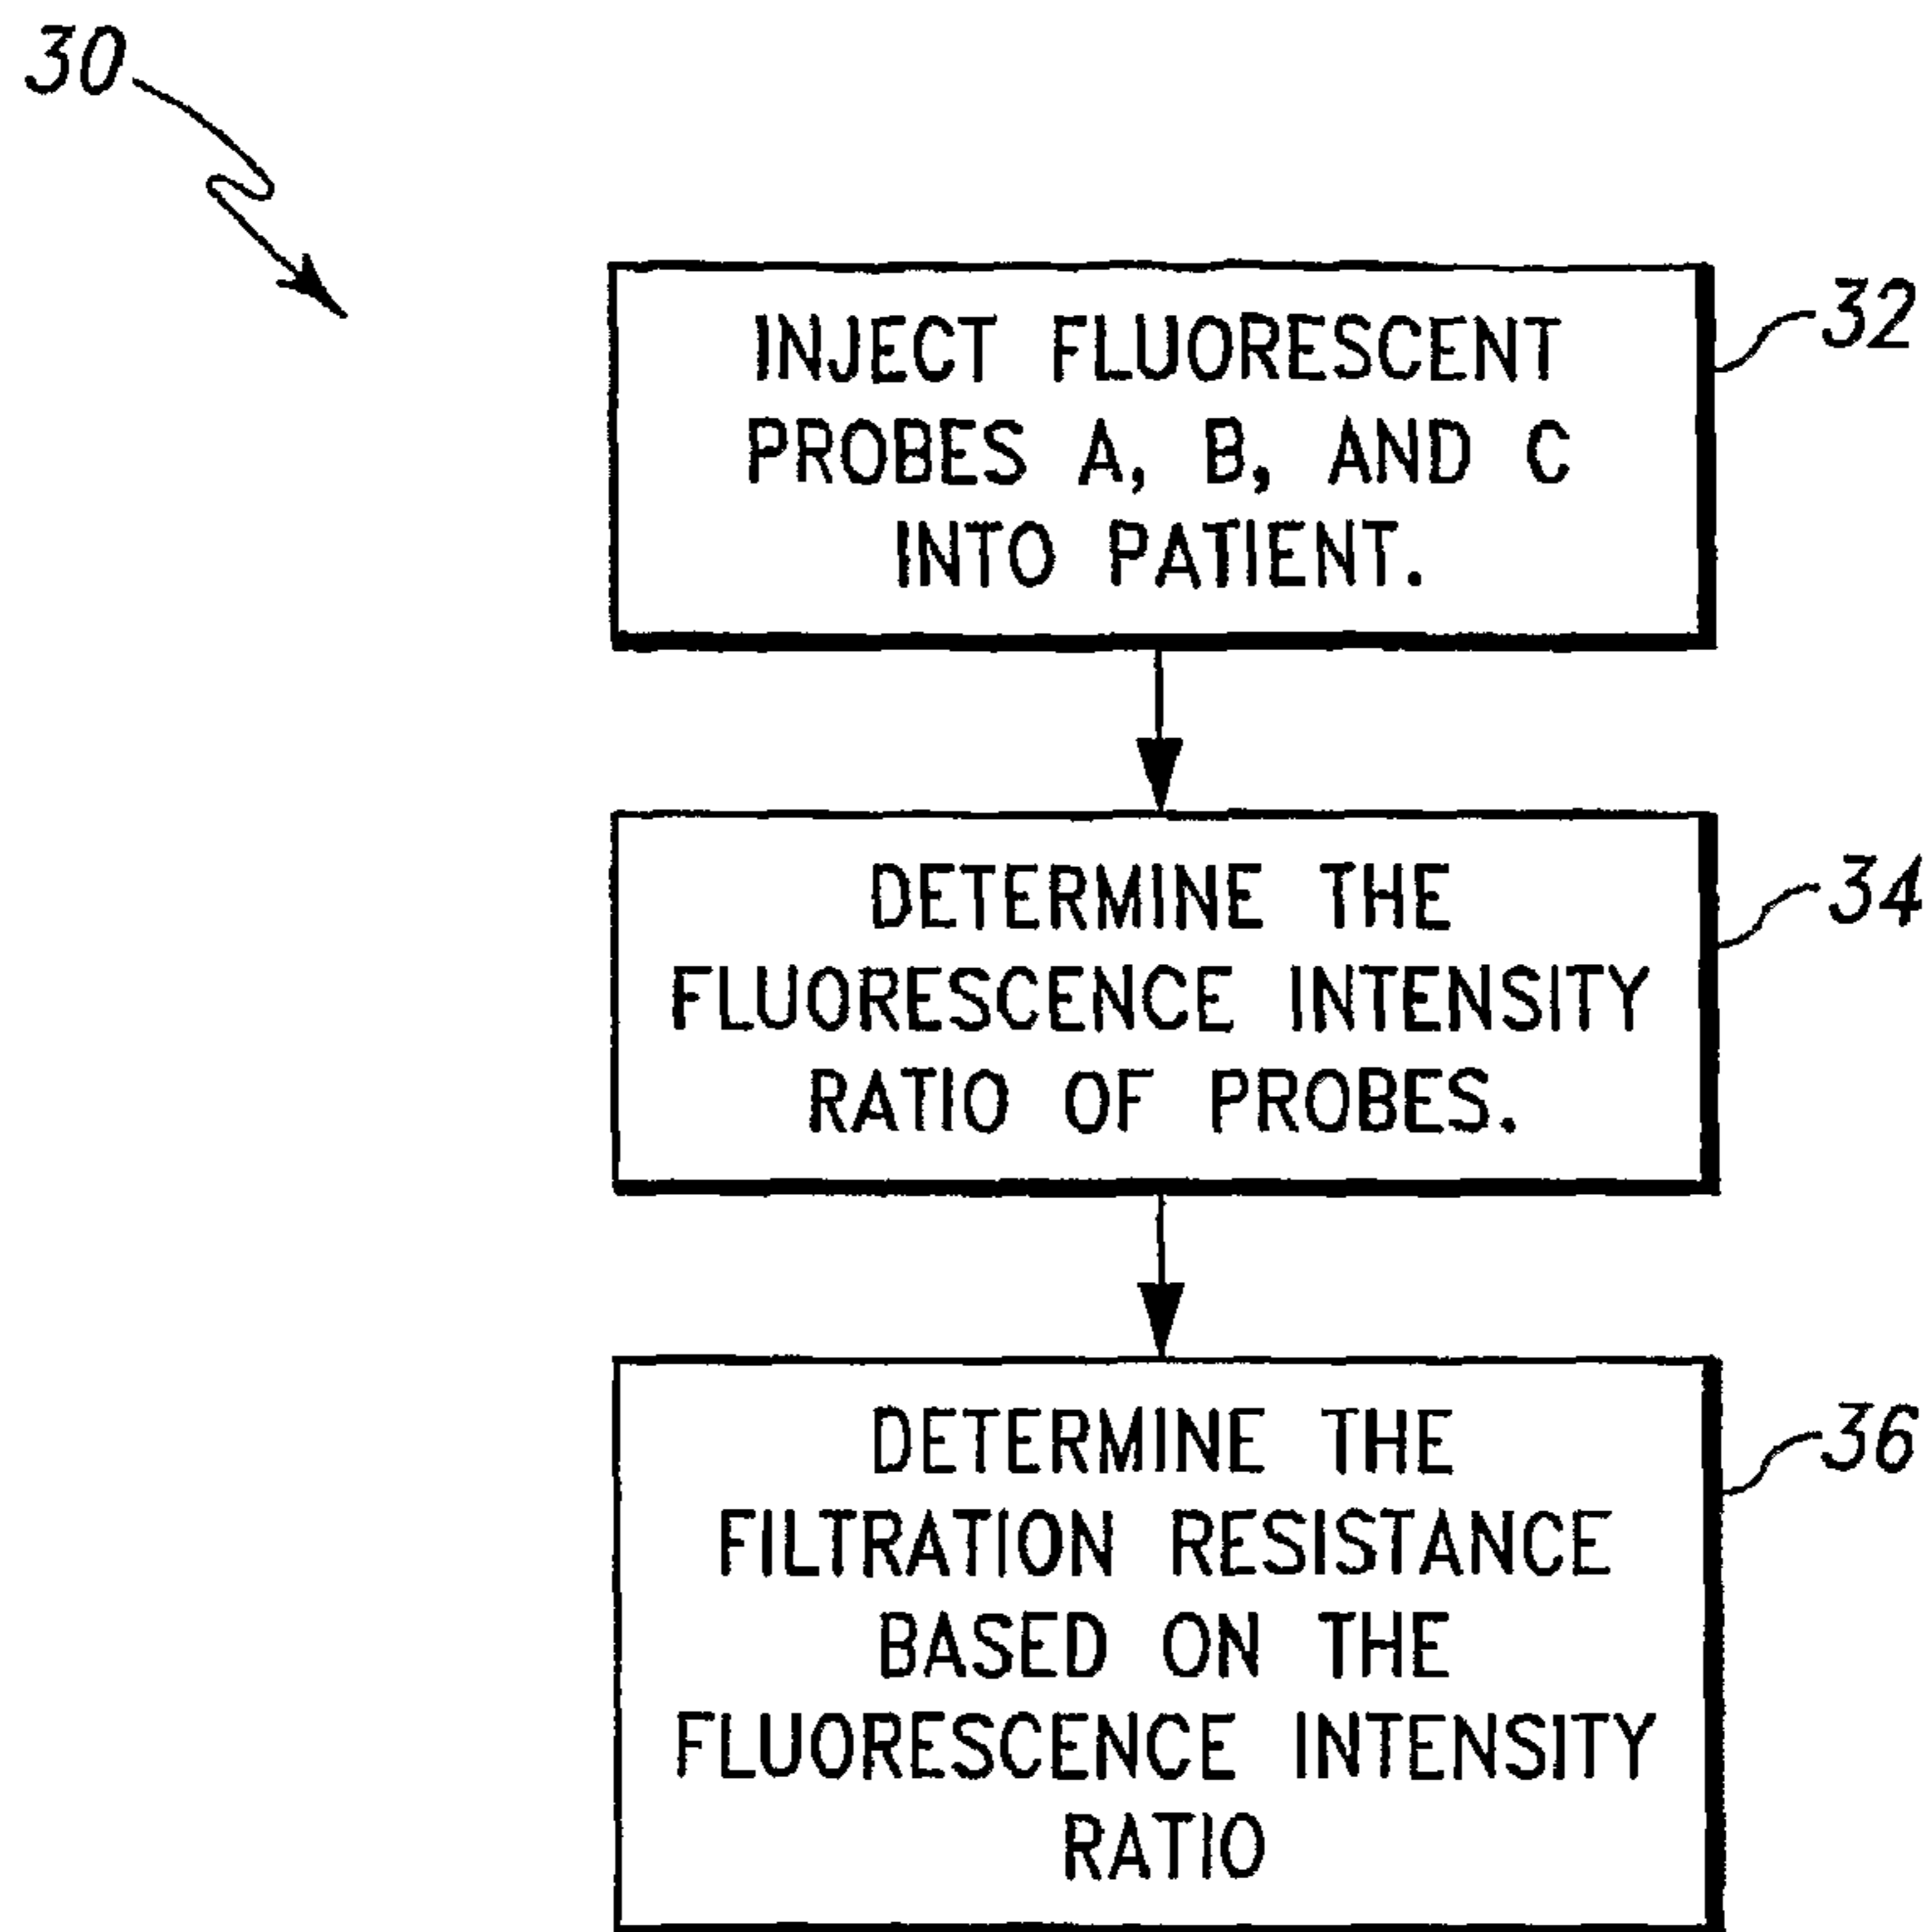 30
INJECT FLUORESCENT
PROBES A, B, AND C
INTO PATIENT.
32
DETERMINE THE
FLUORESCENCE INTENSITY
RATIO OF PROBES.
34
DETERMINE THE
FILTRATION RESISTANCE
BASED ON THE
FLUORESCENCE INTENSITY
RATIO
36